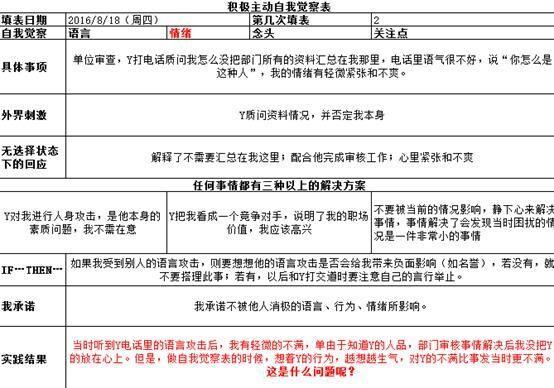 积极主动自我觉察表
填表日期 2016/8/18（周四） 第几次填表 2
自我觉察 语言 情绪 念头 关注点
具体事项
单位审查，Y打电话质问我怎么没把部门所有的资料汇总在我那里，电话里语气很不好，说“你怎么是
这种人”，我的情绪有轻微紧张和不爽。
外界刺激 Y质问资料情况，并否定我本身
无选择状态
下的回应
解释了不需要汇总在我这里；配合他完成审核工作；心里紧张和不爽
任何事情都有三种以上的解决方案
Y对我进行人身攻击，是他本身的
素质问题，我不需在意
Y把我看成一个竞争对手，说明了我的职场
价值，我应该高兴
不要被当前的情况影响，静下心来解决
事情，事情解决了会发现当时困扰的情
况是一件非常小的事情
IF…THEN…
如果我受到别人的语言攻击，则要想想他的语言攻击是否会给我带来负面影响（如名誉），若没有，就
不要搭理此事；若有，以后和Y打交道时要注意自己的言行举止。
我承诺 我承诺不被他人消极的语言、行为、情绪所影响。
实践结果
当时听到Y电话里的语言攻击后，我有轻微的不满，单由于知道Y的人品，部门审核事情解决后我没把Y
的放在心上。但是，做自我觉察表的时候，想着Y的行为，越想越生气，对Y的不满比事发当时更不满。
这是什么问题呢？